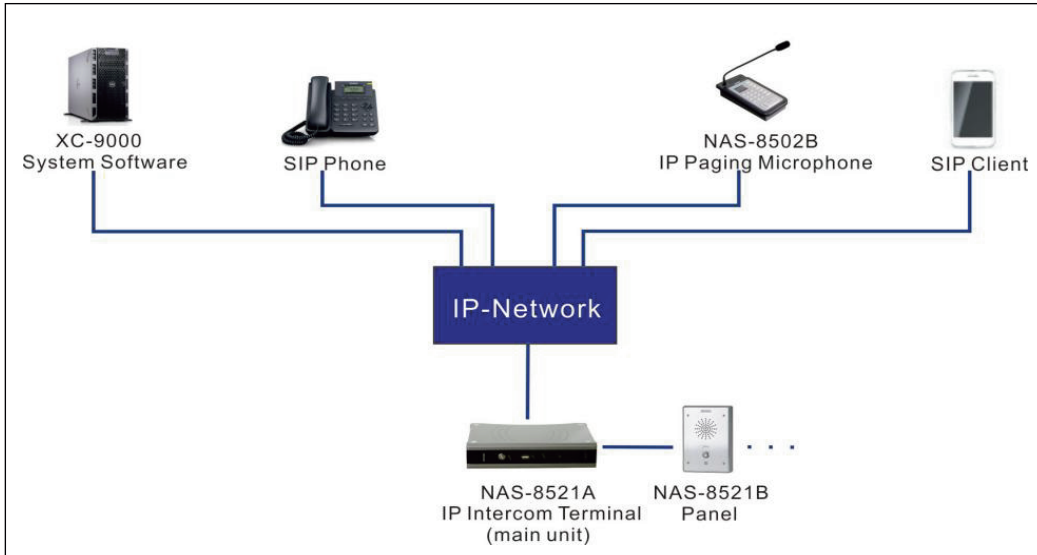 XC-9000
System Software
SIP Phone
NAS-8502B
IP Paging Microphone
SIP Client
IP-Network
NAS-8521A
IP Intercom Terminal
(main unit)
NAS-8521B
Panel